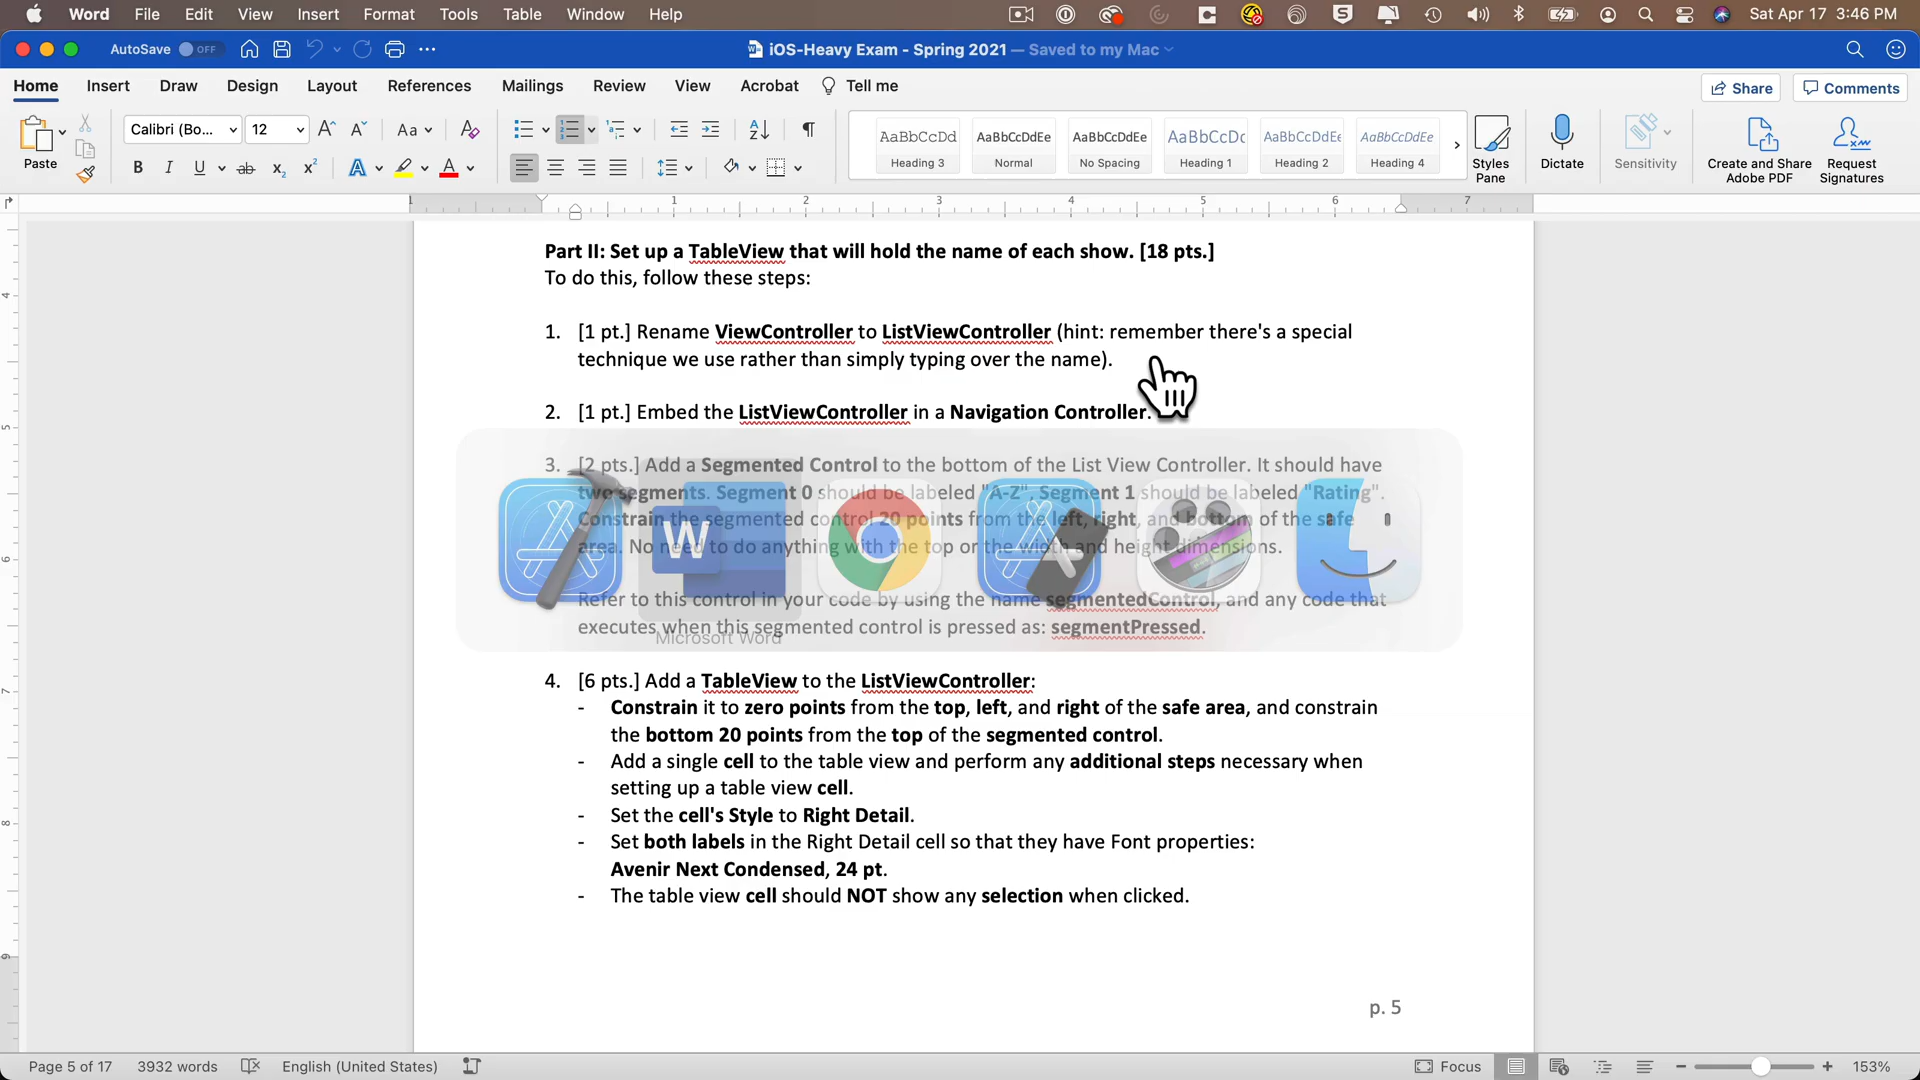 Word File Edit View Insert Format Tools Table Window Help Sat Apr 17 3:46 PM
AutoSave OFF iOS-Heavy Exam - Spring 2021 — Saved to my Mac
Home Insert Draw Design Layout References Mailings Review View Acrobat Tell me Share Comments
Calibri (Bo... 12 Aa
AaBbCcDd AaBbCcDdEe AaBbCcDdEe AaBbCcDc AaBbCcDdEe AaBbCcDdEe
Paste Heading 3 Normal No Spacing Heading 1 Heading 2 Heading 4 Styles Pane Dictate Sensitivity Create and Share Adobe PDF Request Signatures
B I U ab x₂ x² A A
1 1 2 3 4 5 6 7
Part II: Set up a TableView that will hold the name of each show. [18 pts.]
To do this, follow these steps:
1. [1 pt.] Rename ViewController to ListViewController (hint: remember there's a special
technique we use rather than simply typing over the name).
2. [1 pt.] Embed the ListViewController in a Navigation Controller.
3. [2 pts.] Add a Segmented Control to the bottom of the List View Controller. It should have
two segments. Segment 0 should be labeled "A-Z". Segment 1 should be labeled "Rating".
Constrain the segmented control 20 points from the left, right, and bottom of the safe
area. No need to do anything with the top or the width and height dimensions.
Refer to this control in your code by using the name segmentedControl, and any code that
executes when this segmented control is pressed as: segmentPressed.
Microsoft Word
4. [6 pts.] Add a TableView to the ListViewController:
- Constrain it to zero points from the top, left, and right of the safe area, and constrain
the bottom 20 points from the top of the segmented control.
- Add a single cell to the table view and perform any additional steps necessary when
setting up a table view cell.
- Set the cell's Style to Right Detail.
- Set both labels in the Right Detail cell so that they have Font properties:
Avenir Next Condensed, 24 pt.
- The table view cell should NOT show any selection when clicked.
p. 5
Page 5 of 17 3932 words English (United States) Focus 153%